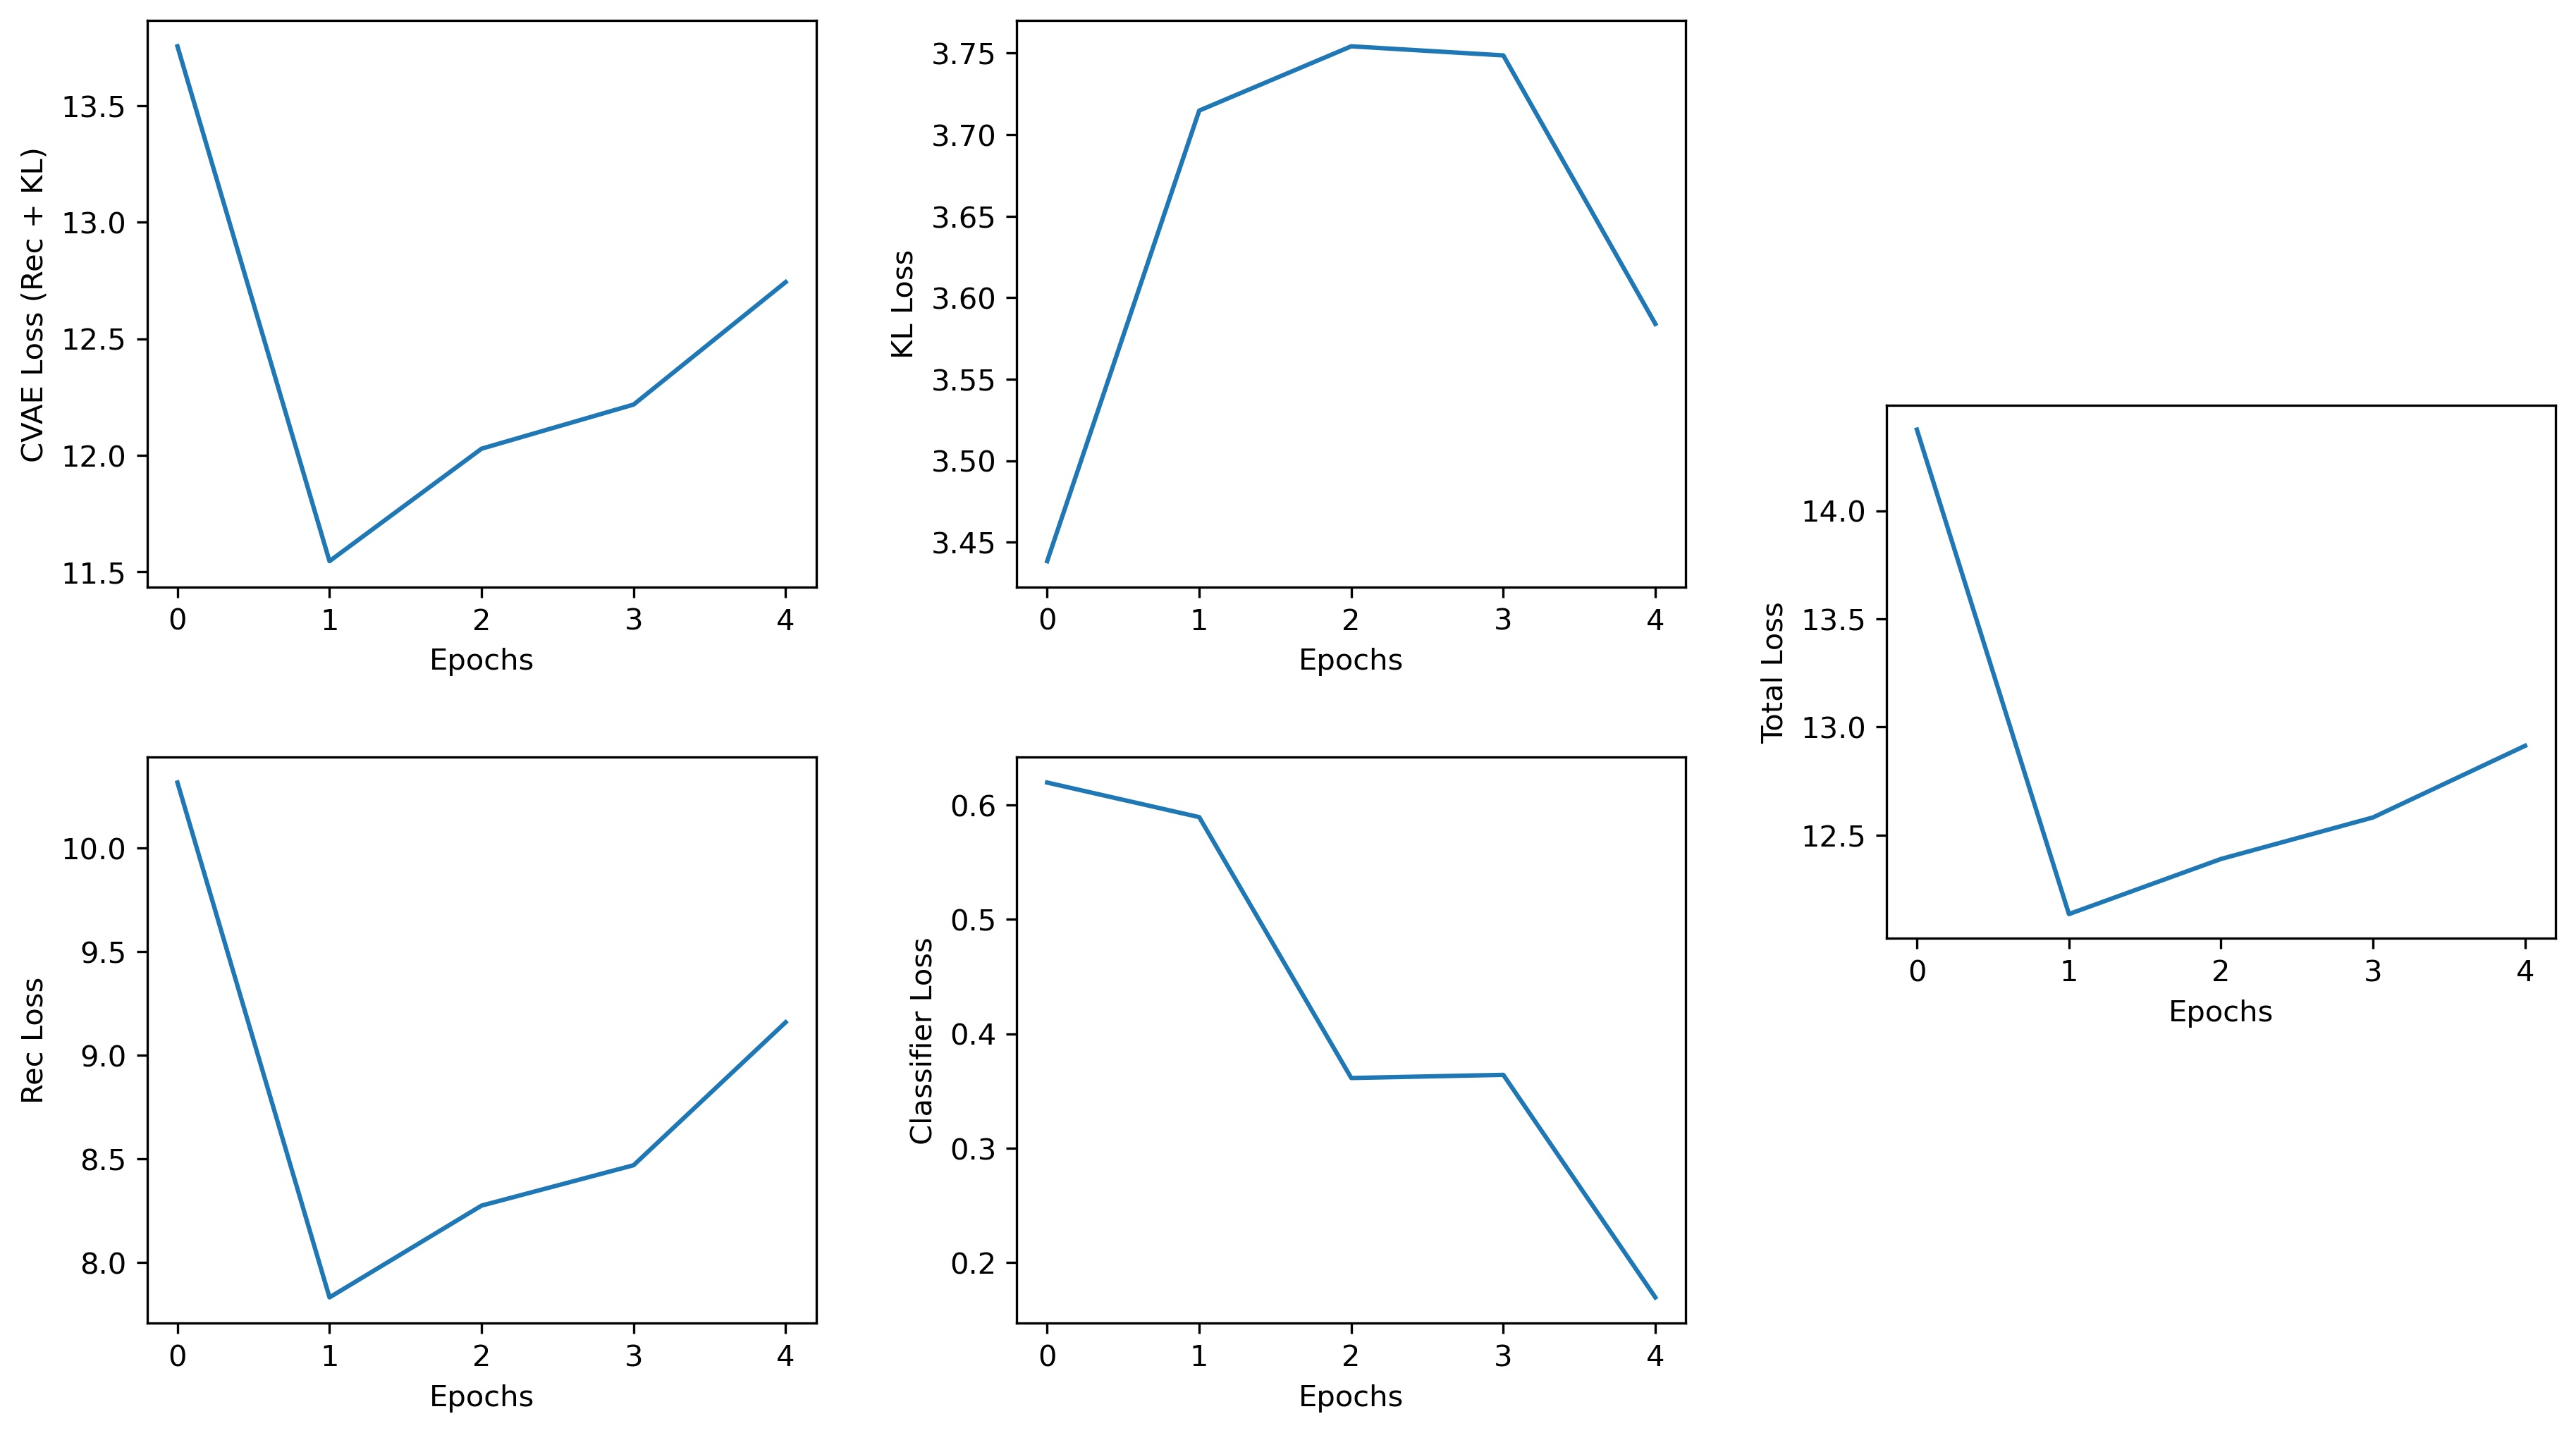 CVAE Loss (Rec + KL)
13.5
13.0
12.5
12.0
11.5
0 1 2 3 4
Epochs
KL Loss
3.75
3.70
3.65
3.60
3.55
3.50
3.45
0 1 2 3 4
Epochs
Rec Loss
10.0
9.5
9.0
8.5
8.0
0 1 2 3 4
Epochs
Classifier Loss
0.6
0.5
0.4
0.3
0.2
0 1 2 3 4
Epochs
Total Loss
14.0
13.5
13.0
12.5
0 1 2 3 4
Epochs